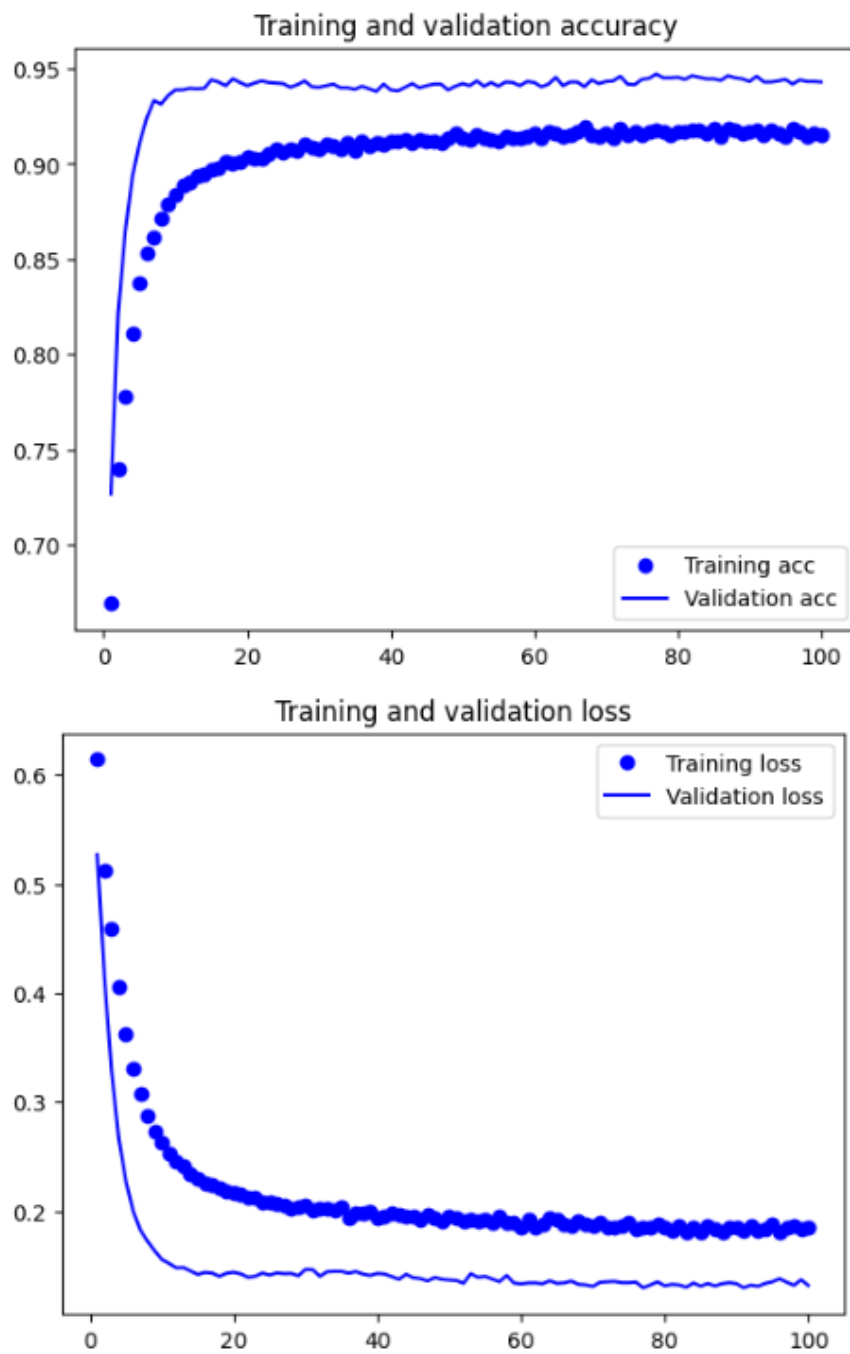 Training and validation accuracy
0.95
0.90
0.85
0.80
0.75
0.70
Training acc
Validation acc
0 20 40 60 80 100
Training and validation loss
0.6
0.5
0.4
0.3
0.2
Training loss
Validation loss
0 20 40 60 80 100